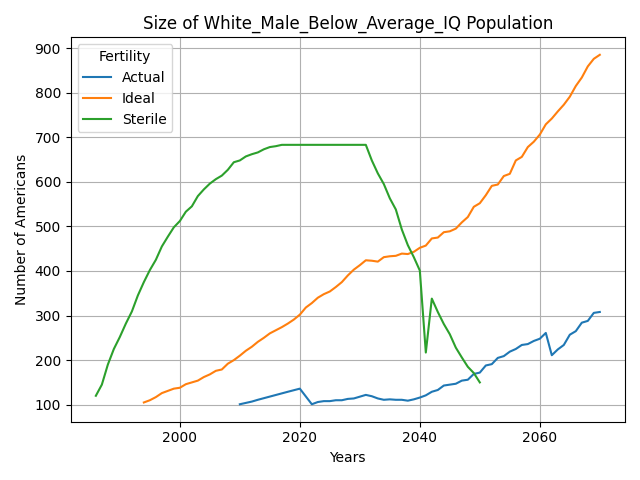 Size of White_Male_Below_Average_IQ Population
Number of Americans
900
800
700
600
500
400
300
200
100
Fertility
Actual
Ideal
Sterile
2000
2020
2040
2060
Years